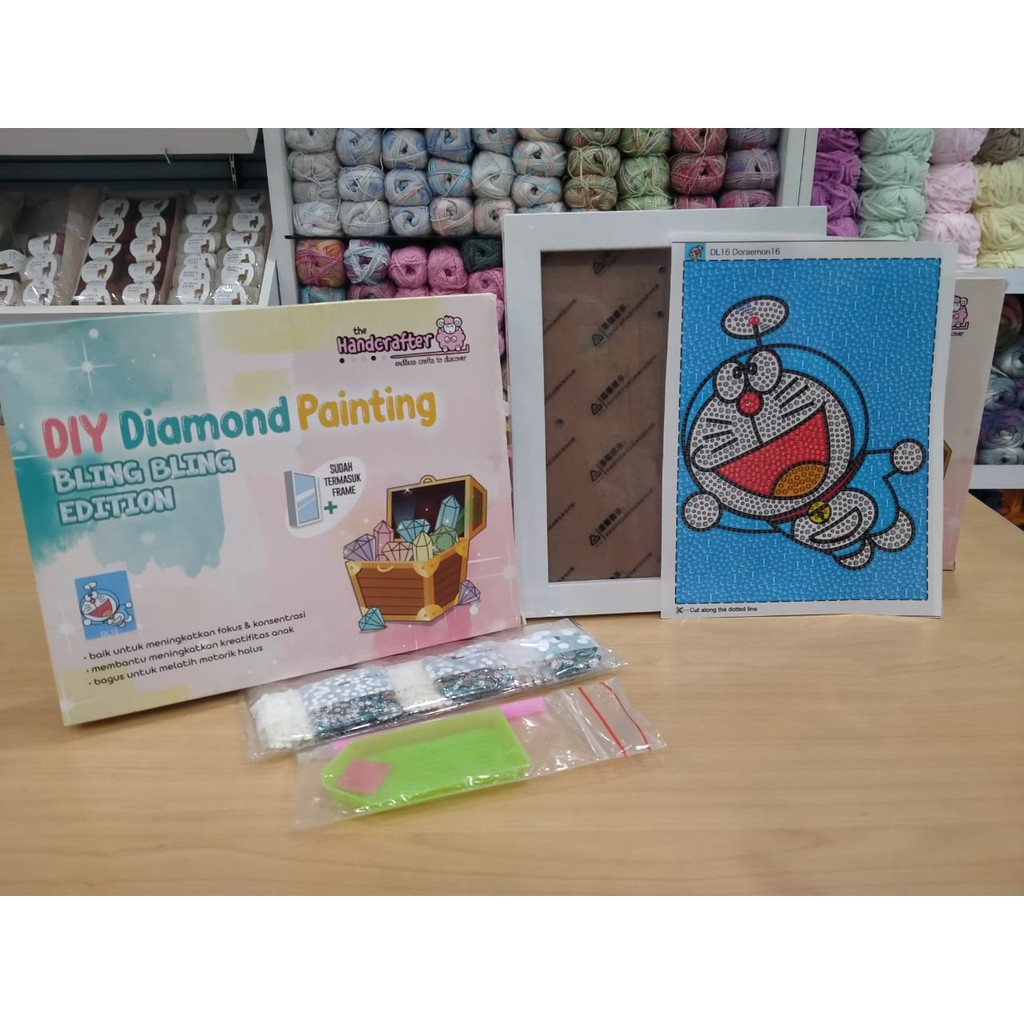 the
Handcrafter
endless crafts to discover
DIY Diamond Painting
BLING BLING
EDITION
SUDAH
TERMASUK
FRAME
+
DL16
• baik untuk meningkatkan fokus & konsentrasi
• membantu meningkatkan kreatifitas anak
• bagus untuk melatih motorik halus
DL16 Doraemon16
Cut along the dotted line